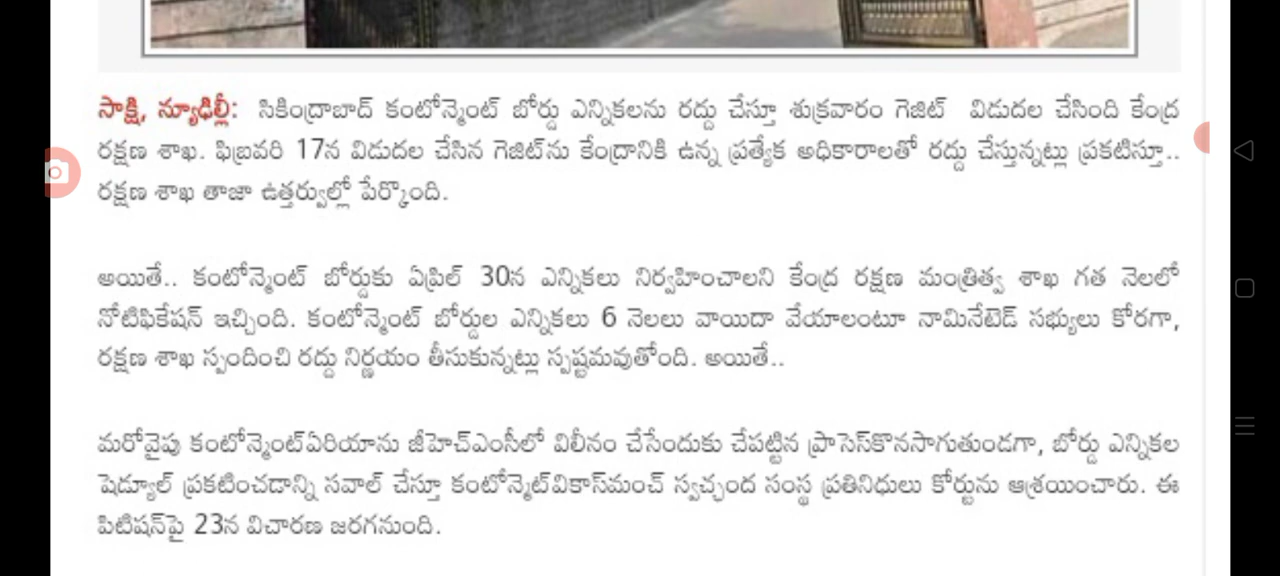 సాక్షి, న్యూఢిల్లీ: సికింద్రాబాద్ కంటోన్మెంట్ బోర్డు ఎన్నికలను రద్దు చేస్తూ శుక్రవారం గెజిట్ విడుదల చేసింది కేంద్ర
రక్షణ శాఖ. ఫిబ్రవరి 17న విడుదల చేసిన గెజిట్‌ను కేంద్రానికి ఉన్న ప్రత్యేక అధికారాలతో రద్దు చేస్తున్నట్లు ప్రకటిస్తూ..
రక్షణ శాఖ తాజా ఉత్తర్వుల్లో పేర్కొంది.
అయితే.. కంటోన్మెంట్ బోర్డుకు ఏప్రిల్ 30న ఎన్నికలు నిర్వహించాలని కేంద్ర రక్షణ మంత్రిత్వ శాఖ గత నెలలో
నోటిఫికేషన్ ఇచ్చింది. కంటోన్మెంట్ బోర్డుల ఎన్నికలు 6 నెలలు వాయిదా వేయాలంటూ నామినేటెడ్ సభ్యులు కోరగా,
రక్షణ శాఖ స్పందించి రద్దు నిర్ణయం తీసుకున్నట్లు స్పష్టమవుతోంది. అయితే..
మరోవైపు కంటోన్మెంట్‌ఏరియాను జీహెచ్‌ఎంసీలో విలీనం చేసేందుకు చేపట్టిన ప్రాసెస్‌కొనసాగుతుండగా, బోర్డు ఎన్నికల
షెడ్యూల్ ప్రకటించడాన్ని సవాల్ చేస్తూ కంటోన్మెట్‌వికాస్‌మంచ్ స్వచ్ఛంద సంస్థ ప్రతినిధులు కోర్టును ఆశ్రయించారు. ఈ
పిటిషన్‌పై 23న విచారణ జరగనుంది.